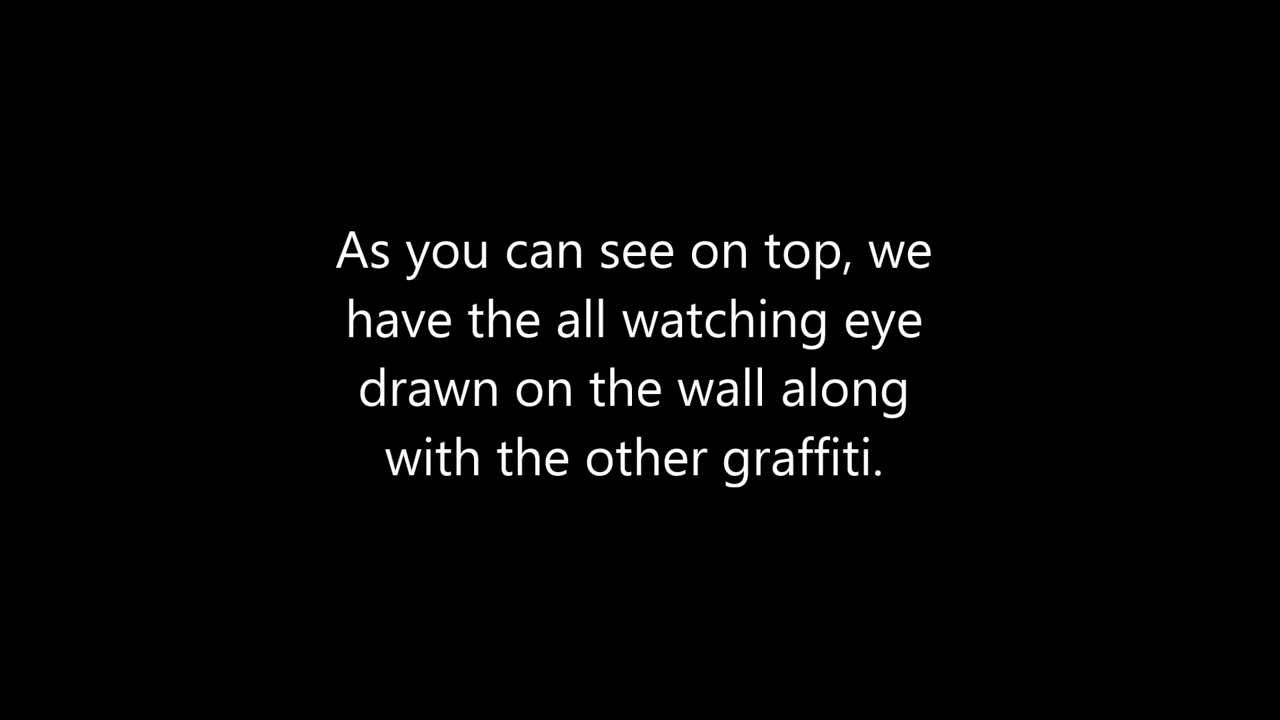 As you can see on top, we
have the all watching eye
drawn on the wall along
with the other graffiti.